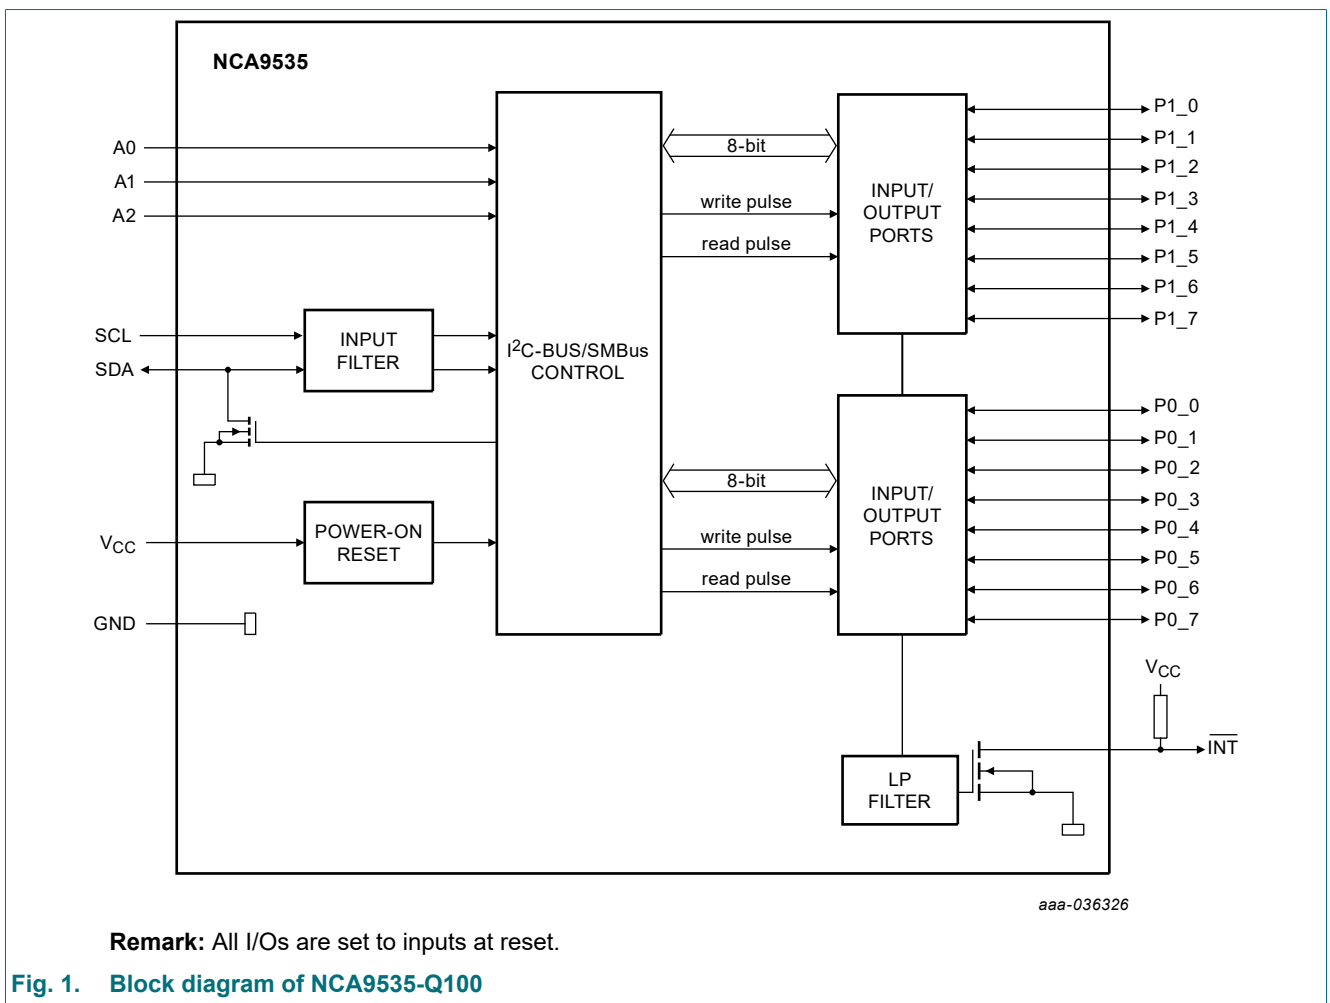 NCA9535
A0
A1
A2
SCL
SDA
VCC
GND
INPUT
FILTER
POWER-ON
RESET
I2C-BUS/SMBus
CONTROL
8-bit
write pulse
read pulse
INPUT/
OUTPUT
PORTS
P1_0
P1_1
P1_2
P1_3
P1_4
P1_5
P1_6
P1_7
8-bit
write pulse
read pulse
INPUT/
OUTPUT
PORTS
P0_0
P0_1
P0_2
P0_3
P0_4
P0_5
P0_6
P0_7
VCC
INT
LP
FILTER
aaa-036326
Remark: All I/Os are set to inputs at reset.
Fig. 1. Block diagram of NCA9535-Q100